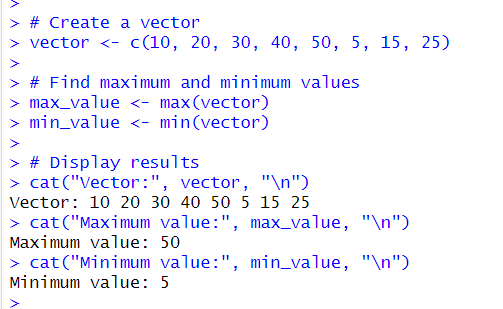 >
> # Create a vector
> vector <- c(10, 20, 30, 40, 50, 5, 15, 25)
>
> # Find maximum and minimum values
> max_value <- max(vector)
> min_value <- min(vector)
>
> # Display results
> cat("Vector:", vector, "\n")
Vector: 10 20 30 40 50 5 15 25
> cat("Maximum value:", max_value, "\n")
Maximum value: 50
> cat("Minimum value:", min_value, "\n")
Minimum value: 5
>